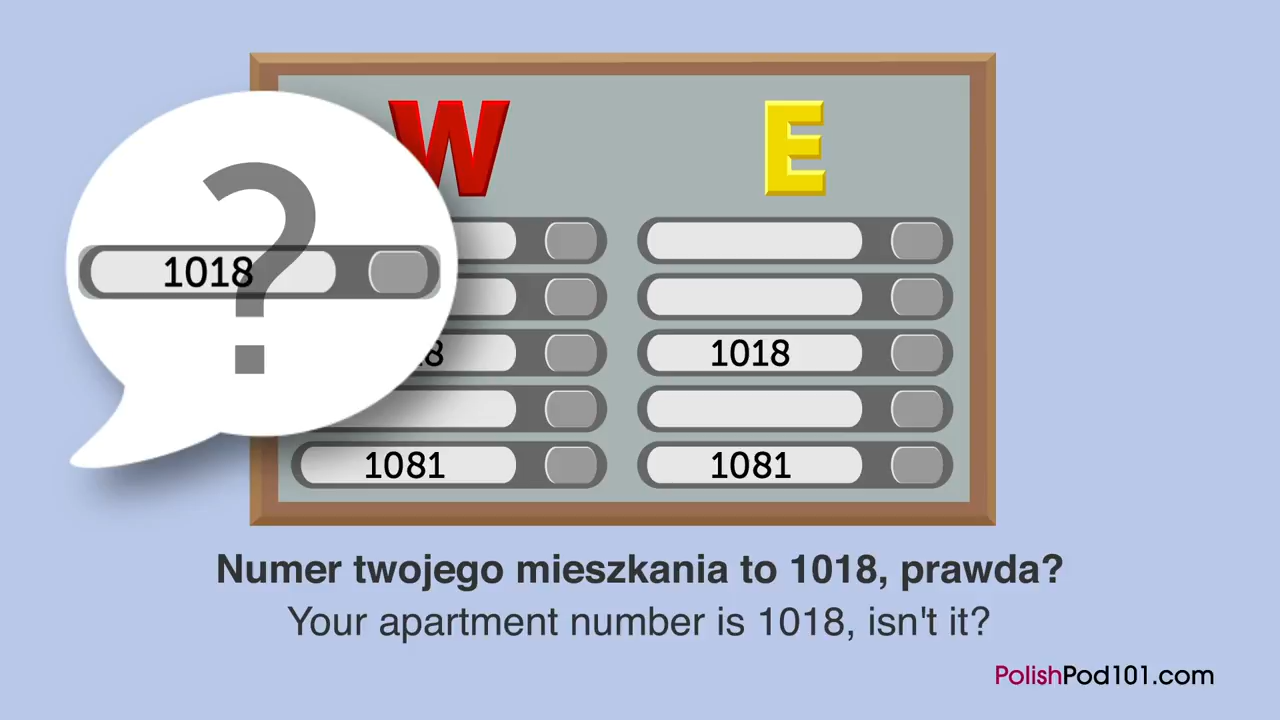 W E
1018
8 1018
1081 1081
?
Numer twojego mieszkania to 1018, prawda?
Your apartment number is 1018, isn't it?
PolishPod101.com